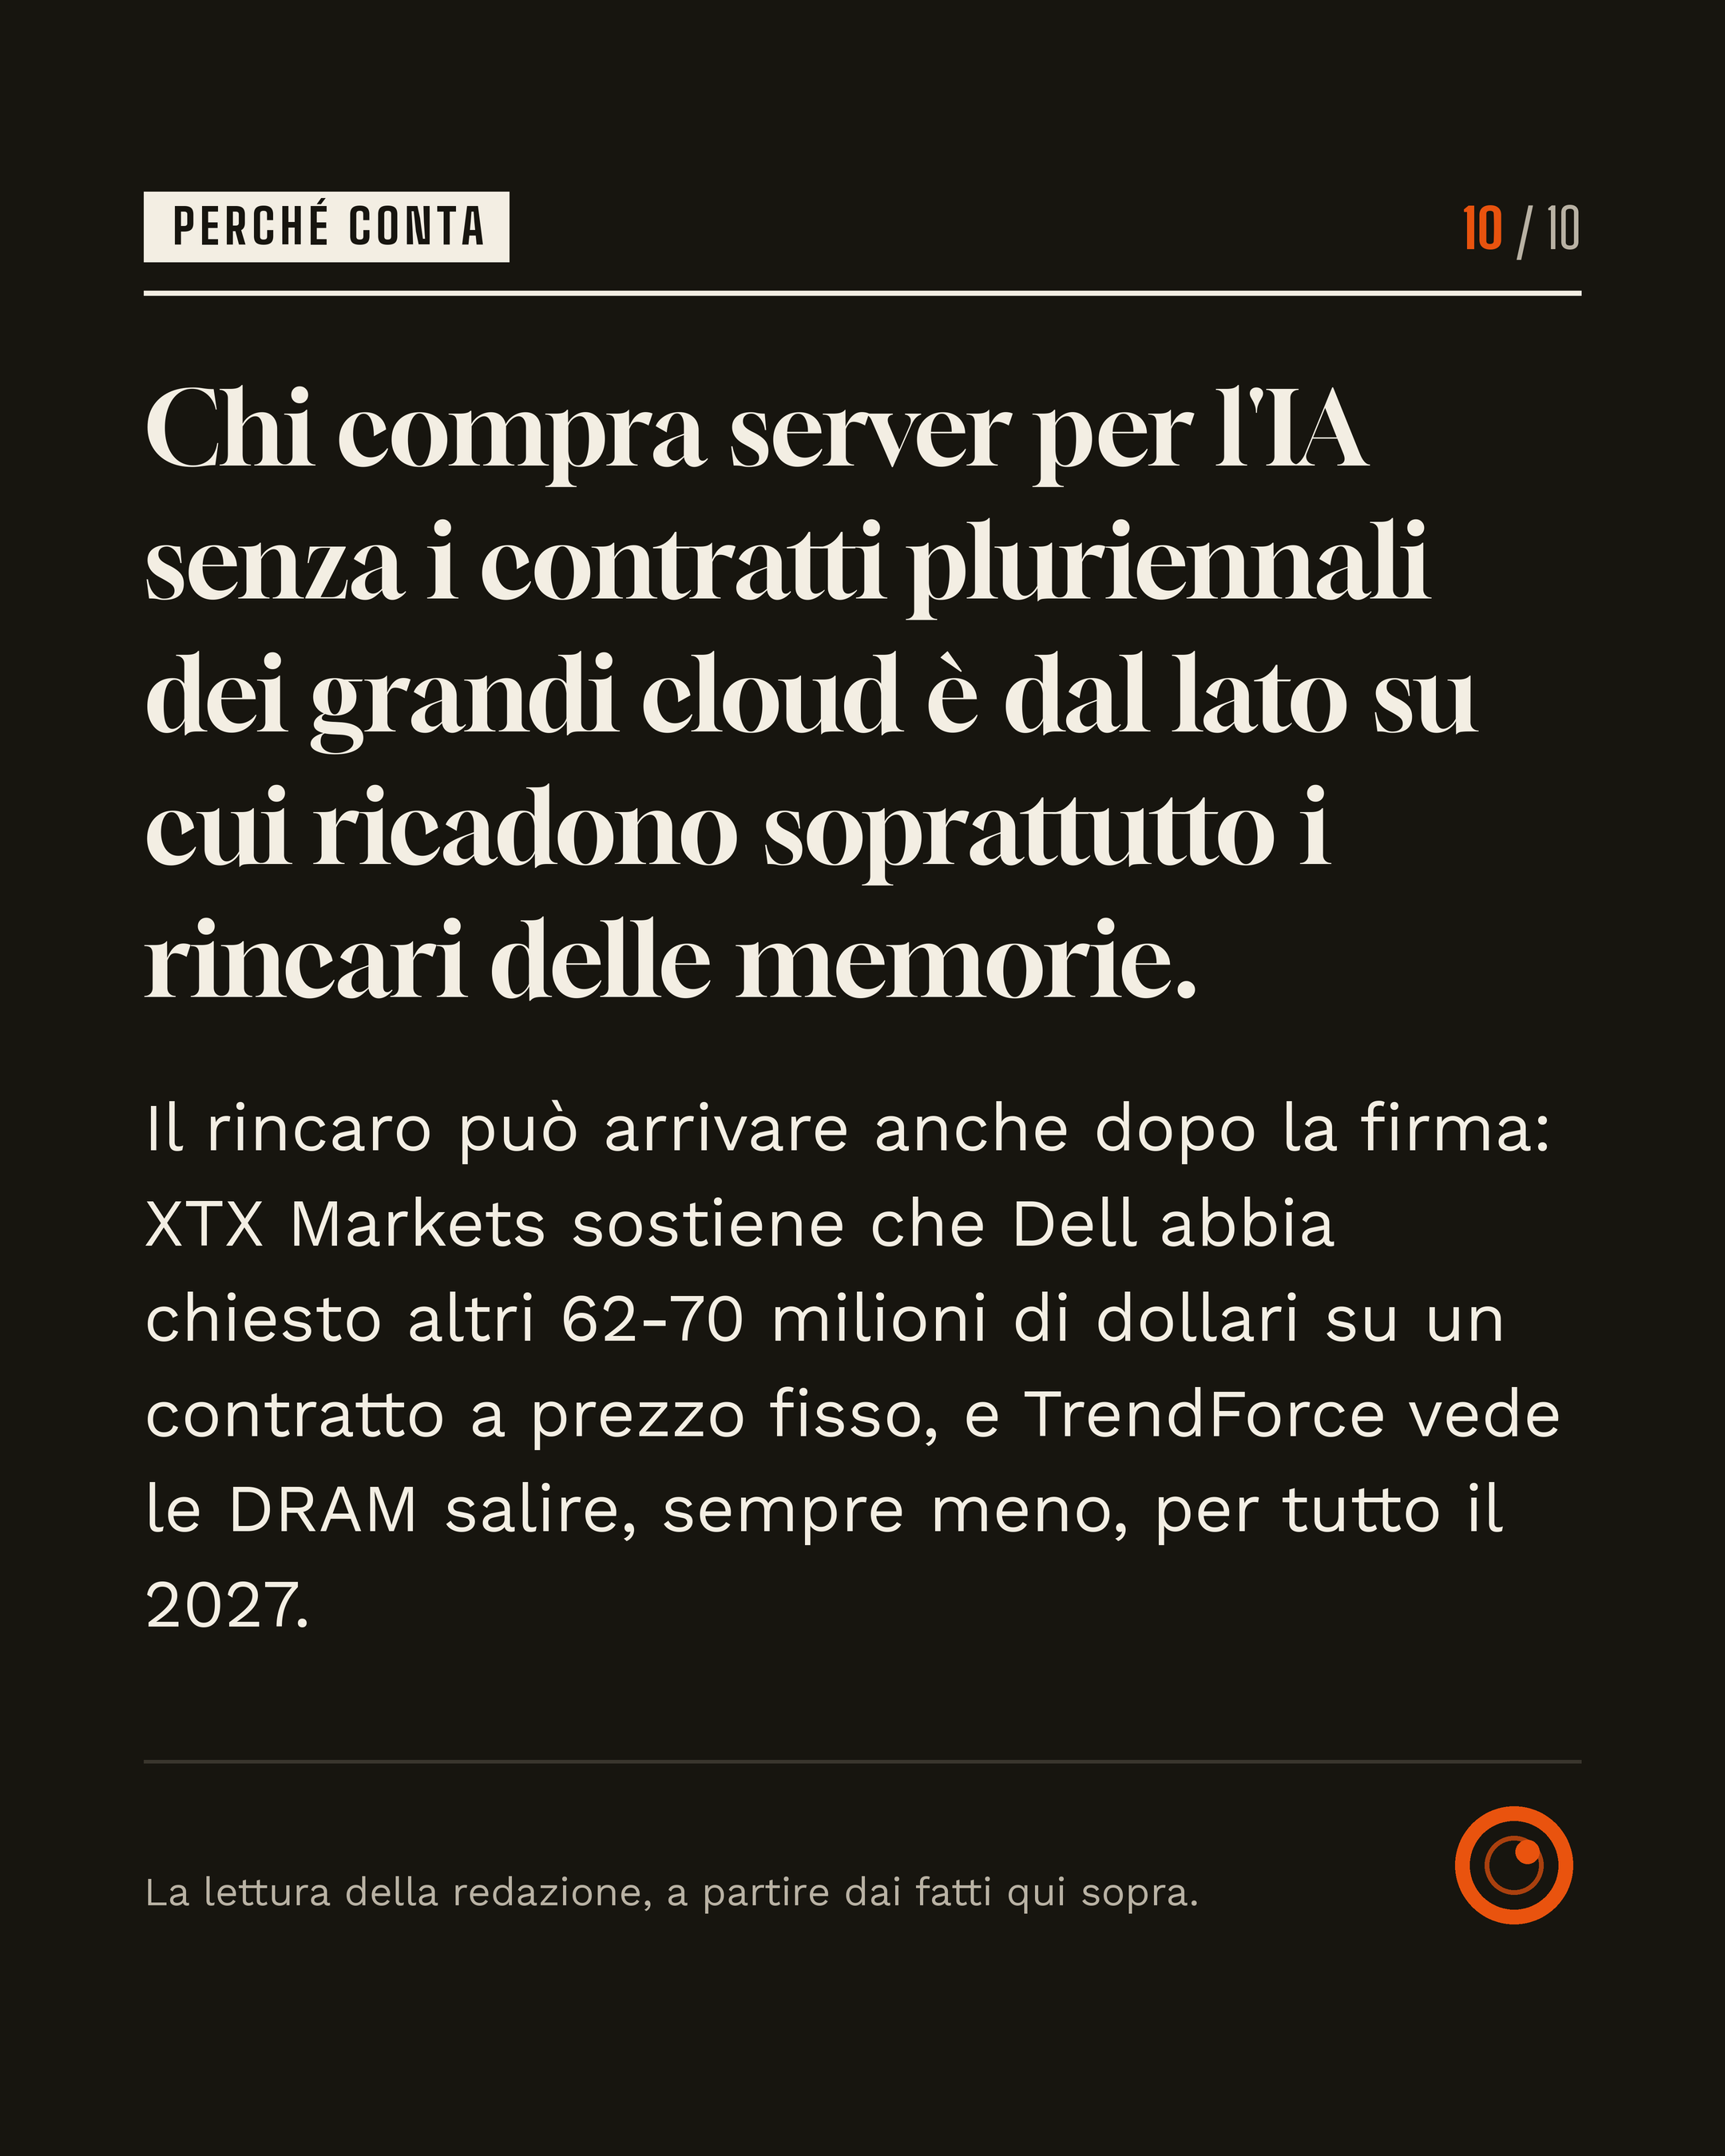 PERCHÉ CONTA
10 / 10
Chi compra server per l'IA
senza i contratti pluriennali
dei grandi cloud è dal lato su
cui ricadono soprattutto i
rincari delle memorie.
Il rincaro può arrivare anche dopo la firma:
XTX Markets sostiene che Dell abbia
chiesto altri 62-70 milioni di dollari su un
contratto a prezzo fisso, e TrendForce vede
le DRAM salire, sempre meno, per tutto il
2027.
La lettura della redazione, a partire dai fatti qui sopra.